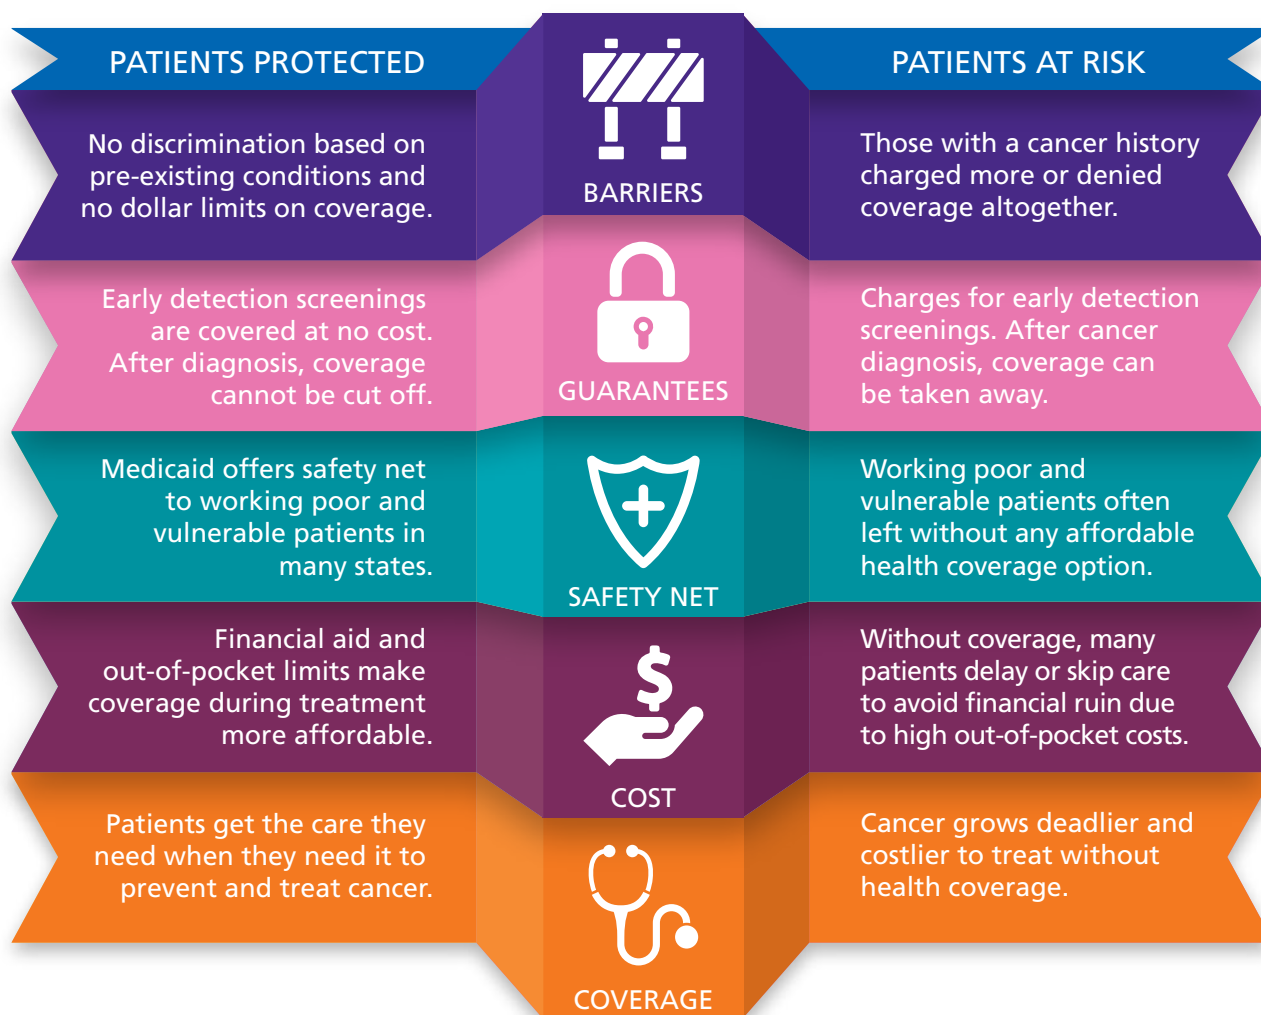 PATIENTS PROTECTED
PATIENTS AT RISK
No discrimination based on
pre-existing conditions and
no dollar limits on coverage.
BARRIERS
Those with a cancer history
charged more or denied
coverage altogether.
Early detection screenings
are covered at no cost.
After diagnosis, coverage
cannot be cut off.
GUARANTEES
Charges for early detection
screenings. After cancer
diagnosis, coverage can
be taken away.
Medicaid offers safety net
to working poor and
vulnerable patients in
many states.
SAFETY NET
Working poor and
vulnerable patients often
left without any affordable
health coverage option.
Financial aid and
out-of-pocket limits make
coverage during treatment
more affordable.
$
COST
Without coverage, many
patients delay or skip care
to avoid financial ruin due
to high out-of-pocket costs.
Patients get the care they
need when they need it to
prevent and treat cancer.
COVERAGE
Cancer grows deadlier and
costlier to treat without
health coverage.